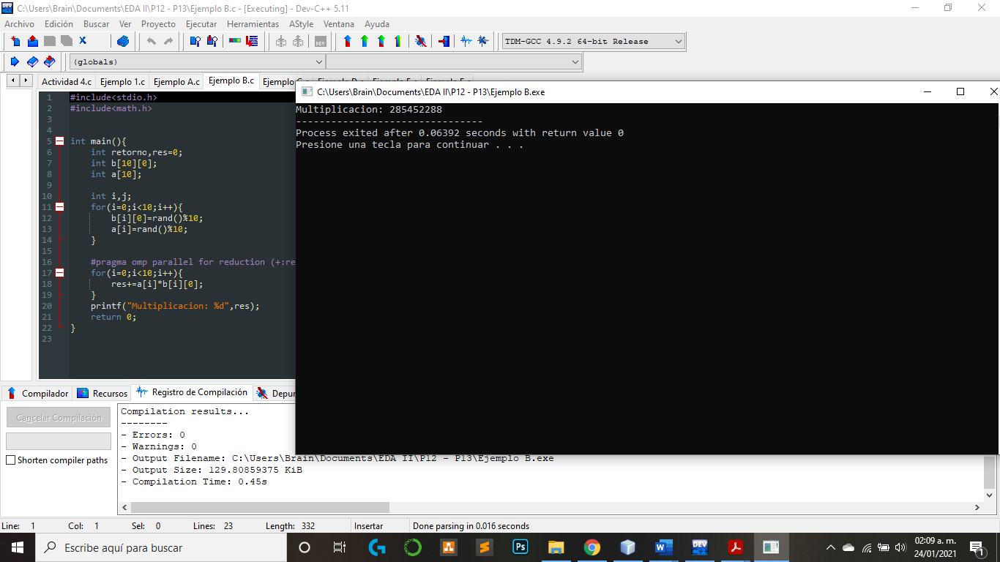 C:\Users\Brain\Documents\EDA II\P12 - P13\Ejemplo B.c - [Executing] - Dev-C++ 5.11
Archivo Edición Buscar Ver Proyecto Ejecutar Herramientas AStyle Ventana Ayuda
TDM-GCC 4.9.2 64-bit Release
(globals)
Actividad 4.c Ejemplo 1.c Ejemplo A.c Ejemplo B.c
C:\Users\Brain\Documents\EDA II\P12 - P13\Ejemplo B.exe
Multiplicacion: 285452288
--------------------------------
Process exited after 0.06392 seconds with return value 0
Presione una tecla para continuar . . .
1 #include<stdio.h>
2 #include<math.h>
3
4
5 int main(){
6 int retorno,res=0;
7 int b[10][0];
8 int a[10];
9
10 int i,j;
11 for(i=0;i<10;i++){
12 b[i][0]=rand()%10;
13 a[i]=rand()%10;
14 }
15
16 #pragma omp parallel for reduction (+:re
17 for(i=0;i<10;i++){
18 res+=a[i]*b[i][0];
19 }
20 printf("Multiplicacion: %d",res);
21 return 0;
22 }
23
Compilador Recursos Registro de Compilación Depur
Cancelar Compilación
Shorten compiler paths
Compilation results...
--------
- Errors: 0
- Warnings: 0
- Output Filename: C:\Users\Brain\Documents\EDA II\P12 - P13\Ejemplo B.exe
- Output Size: 129.80859375 KiB
- Compilation Time: 0.45s
Line: 1 Col: 1 Sel: 0 Lines: 23 Length: 332 Insertar Done parsing in 0.016 seconds
Escribe aquí para buscar
02:09 a. m.
24/01/2021